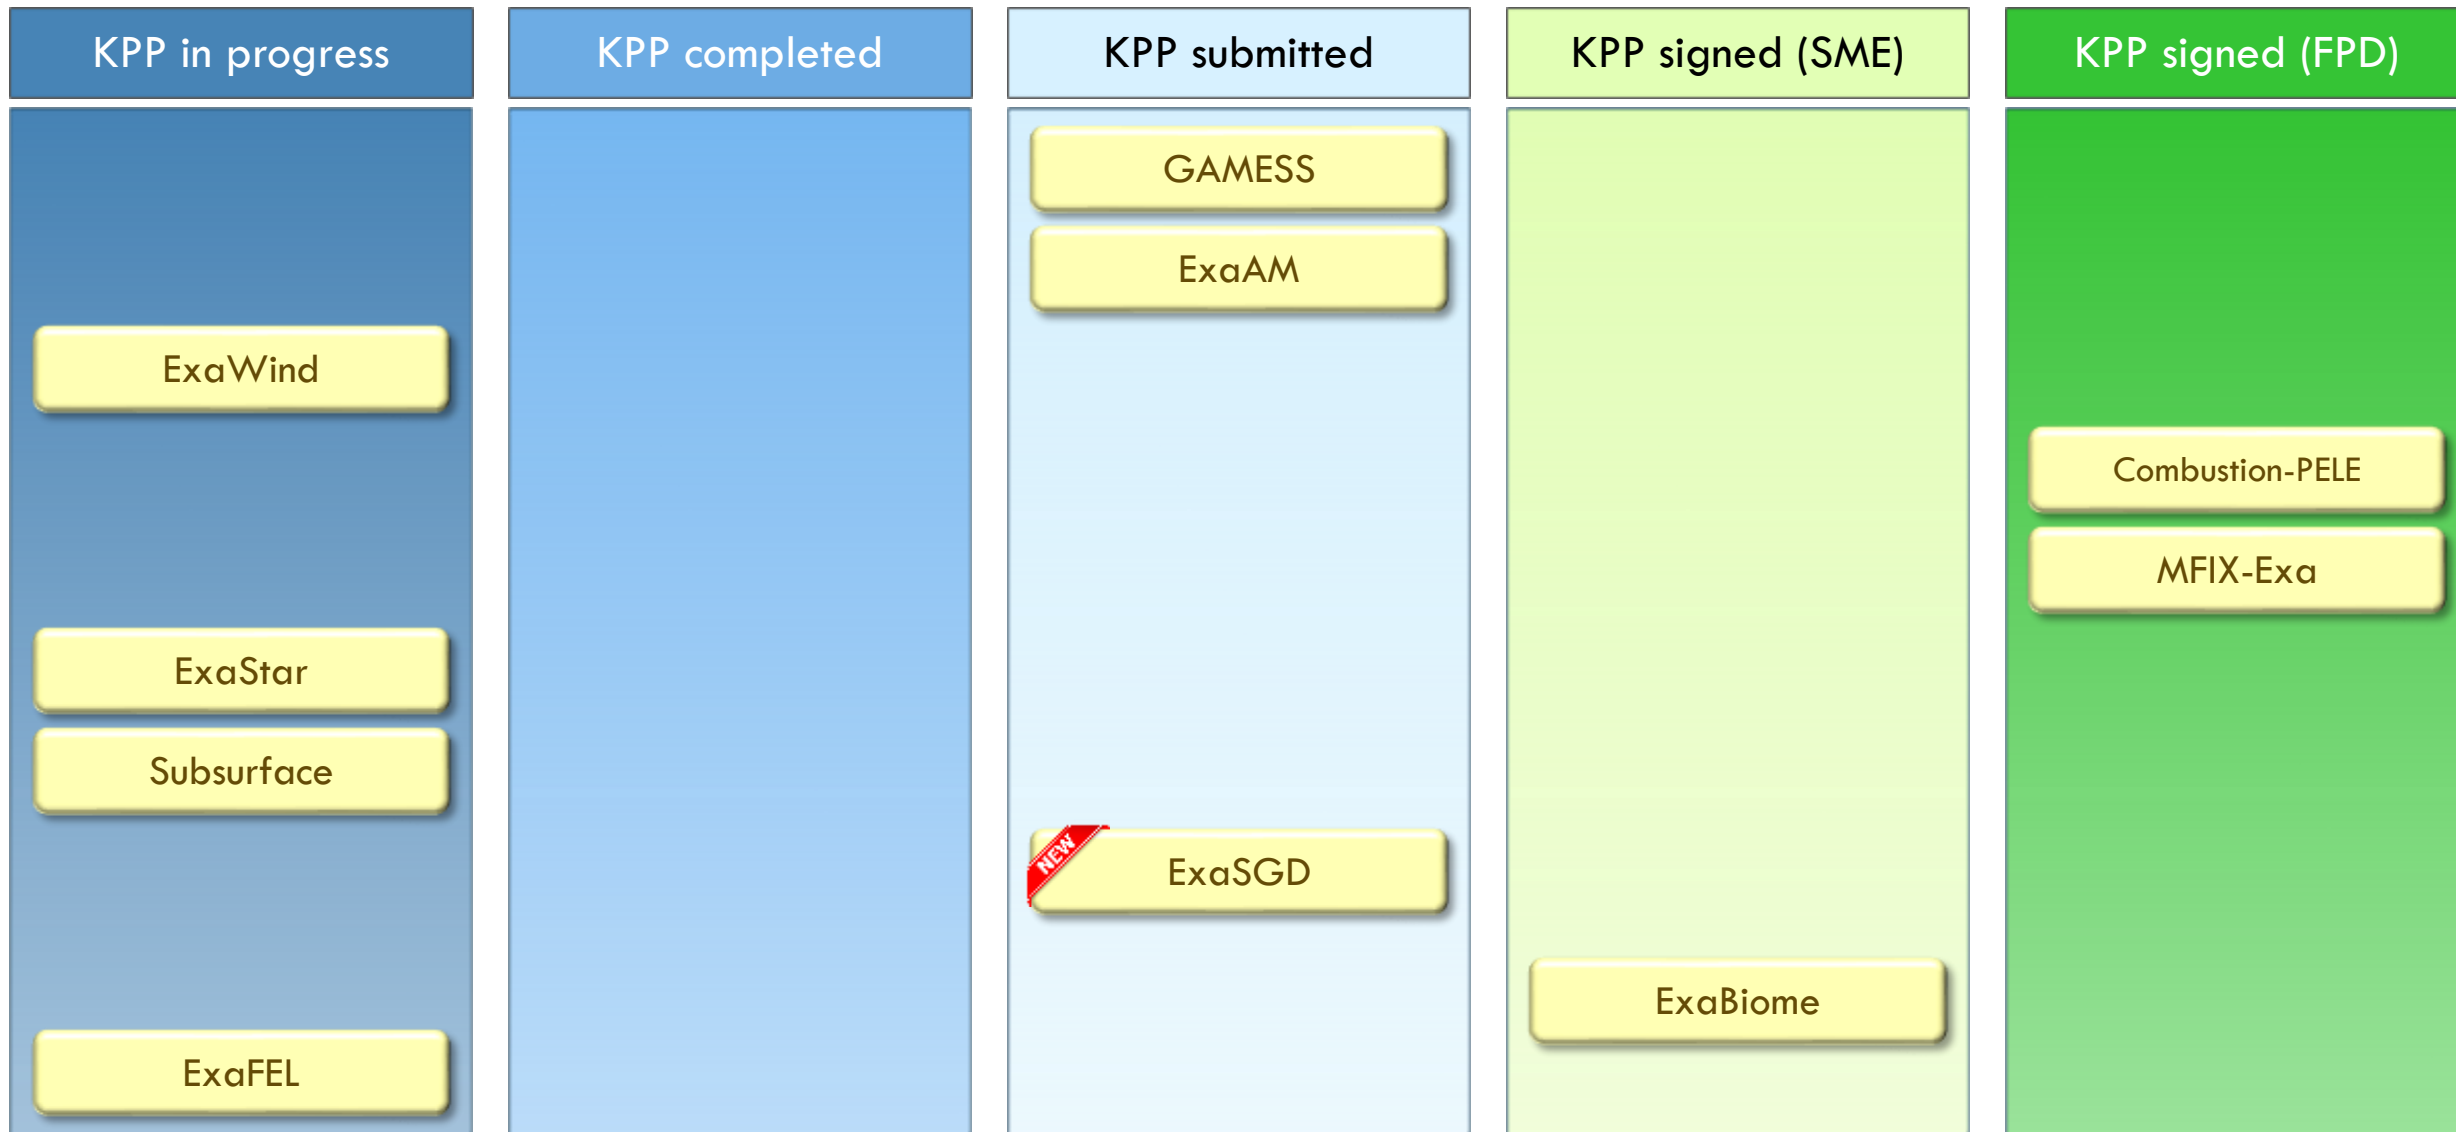 KPP in progress
KPP completed
KPP submitted
KPP signed (SME)
KPP signed (FPD)
GAMESS
ExaAM
ExaWind
Combustion-PELE
MFIX-Exa
ExaStar
Subsurface
NEW
ExaSGD
ExaBiome
ExaFEL